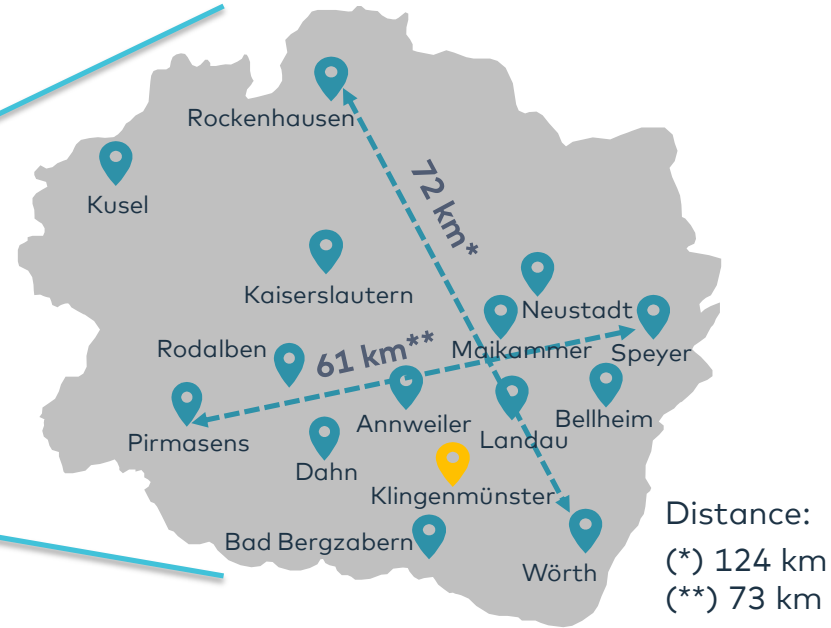 Rockenhausen
72 km*
Kusel
Kaiserslautern
Neustadt
Rodalben
61 km**
Maikammer
Speyer
Pirmasens
Annweiler
Bellheim
Landau
Dahn
Klingenmünster
Bad Bergzabern
Wörth
Distance:
(*) 124 km
(**) 73 km